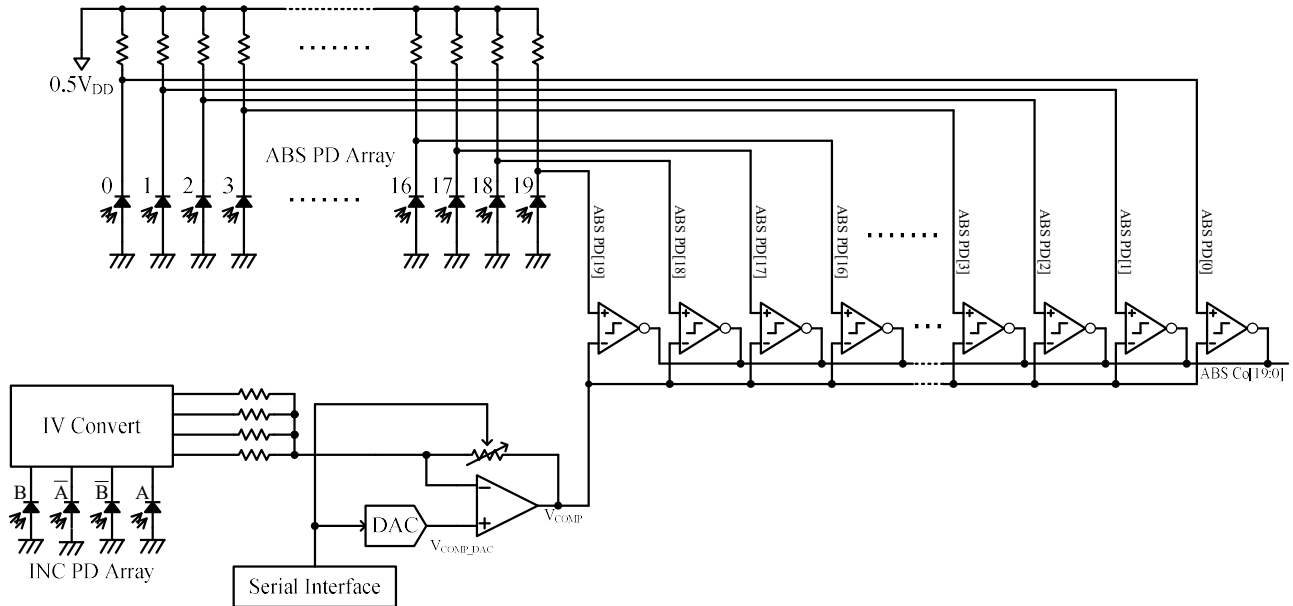 0.5VDD
ABS PD Array
0 1 2 3 16 17 18 19
ABS PD[19]
ABS PD[18]
ABS PD[17]
ABS PD[16]
ABS PD[3]
ABS PD[2]
ABS PD[1]
ABS PD[0]
+ + + + + + + +
− − − − − − − −
ABS Co[19:0]
IV Convert
B A B A
INC PD Array
−
+
DAC
VCOMP
VCOMP_DAC
Serial Interface